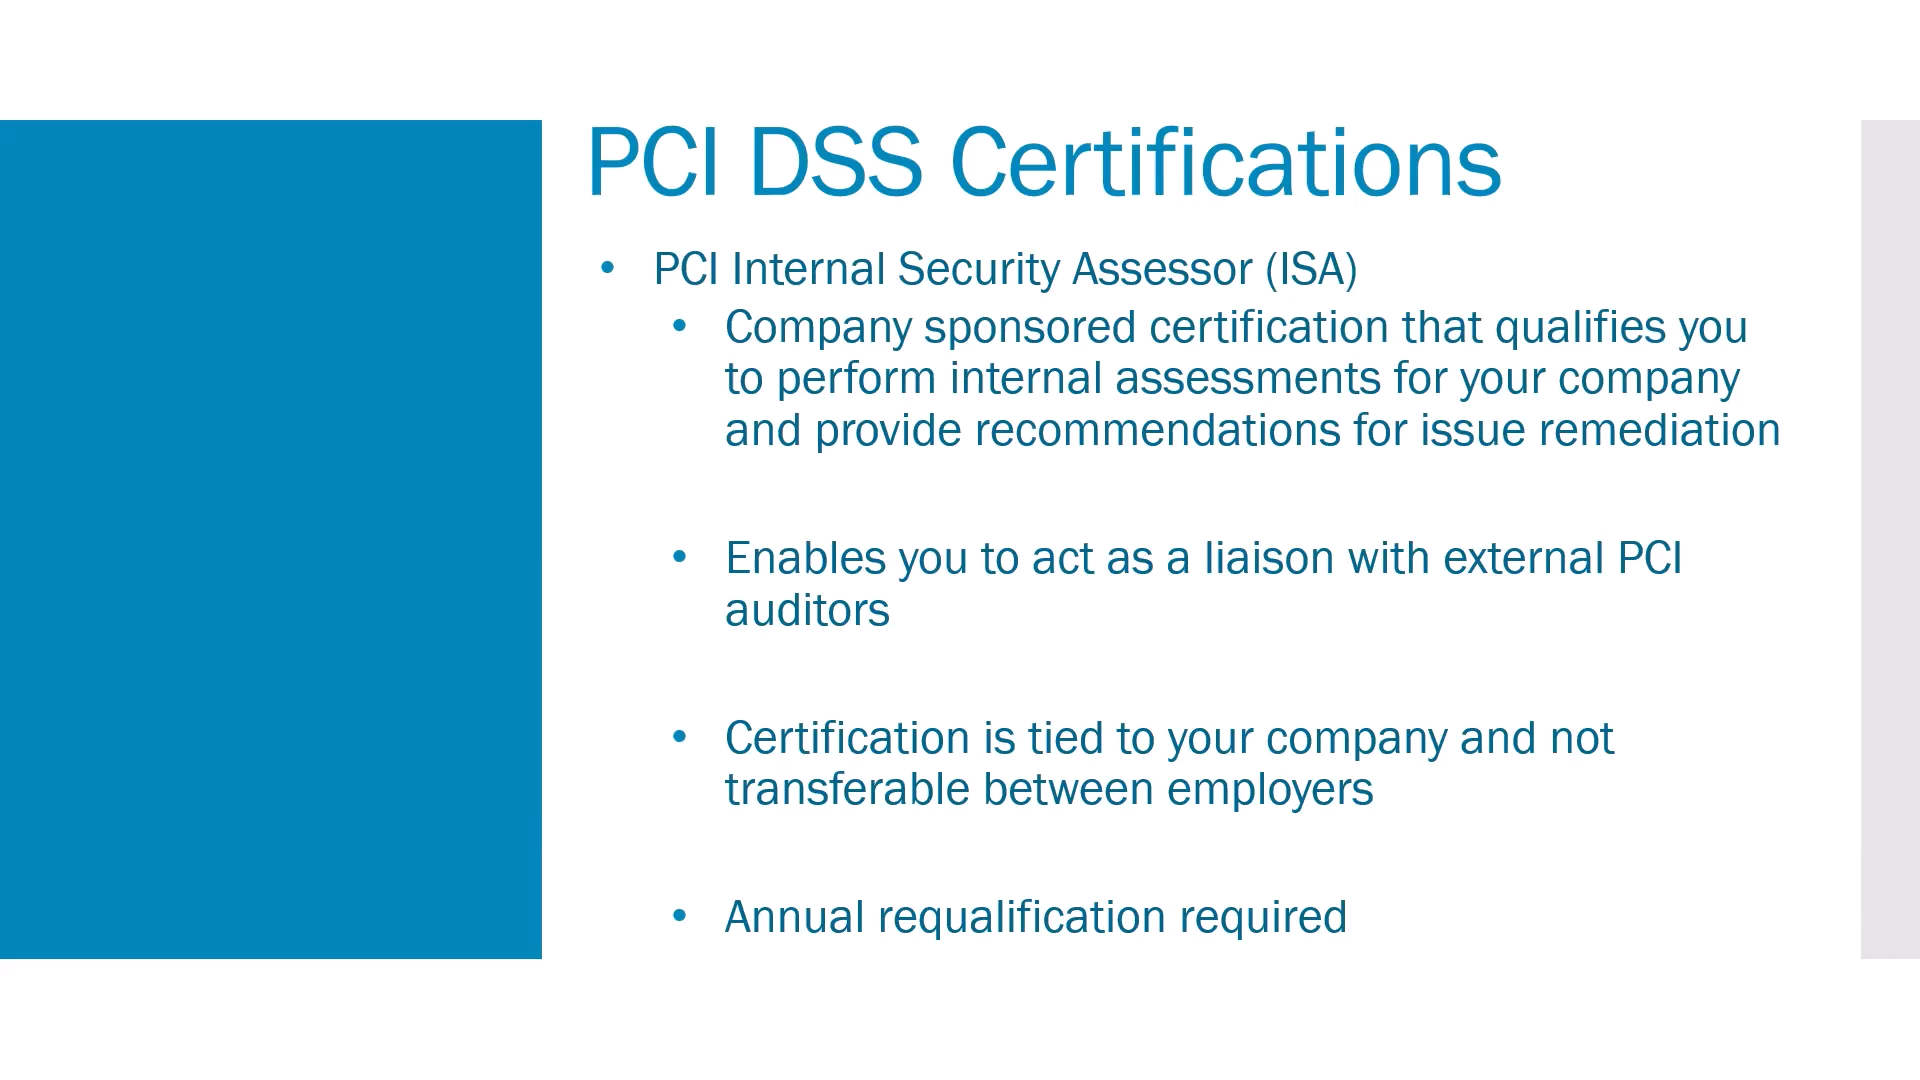 PCI DSS Certifications
• PCI Internal Security Assessor (ISA)
• Company sponsored certification that qualifies you
to perform internal assessments for your company
and provide recommendations for issue remediation
• Enables you to act as a liaison with external PCI
auditors
• Certification is tied to your company and not
transferable between employers
• Annual requalification required